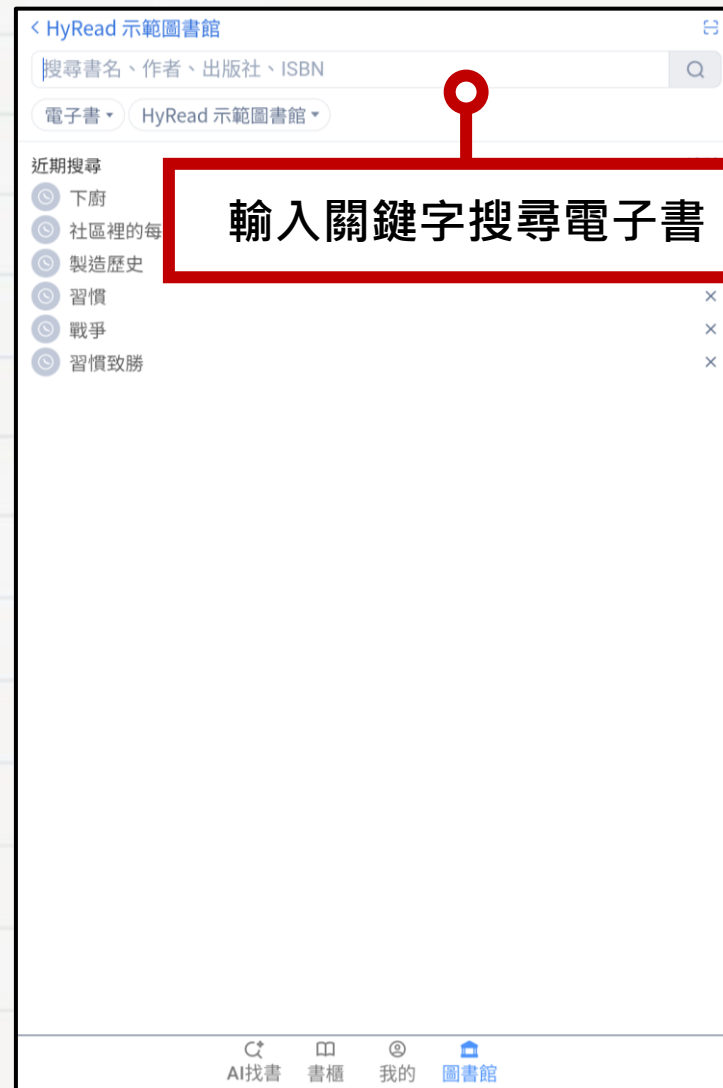 < HyRead 示範圖書館
搜尋書名、作者、出版社、ISBN
電子書 HyRead 示範圖書館
近期搜尋
下廚
輸入關鍵字搜尋電子書
社區裡的每
製造歷史
習慣
戰爭
習慣致勝
AI找書 書櫃 我的 圖書館